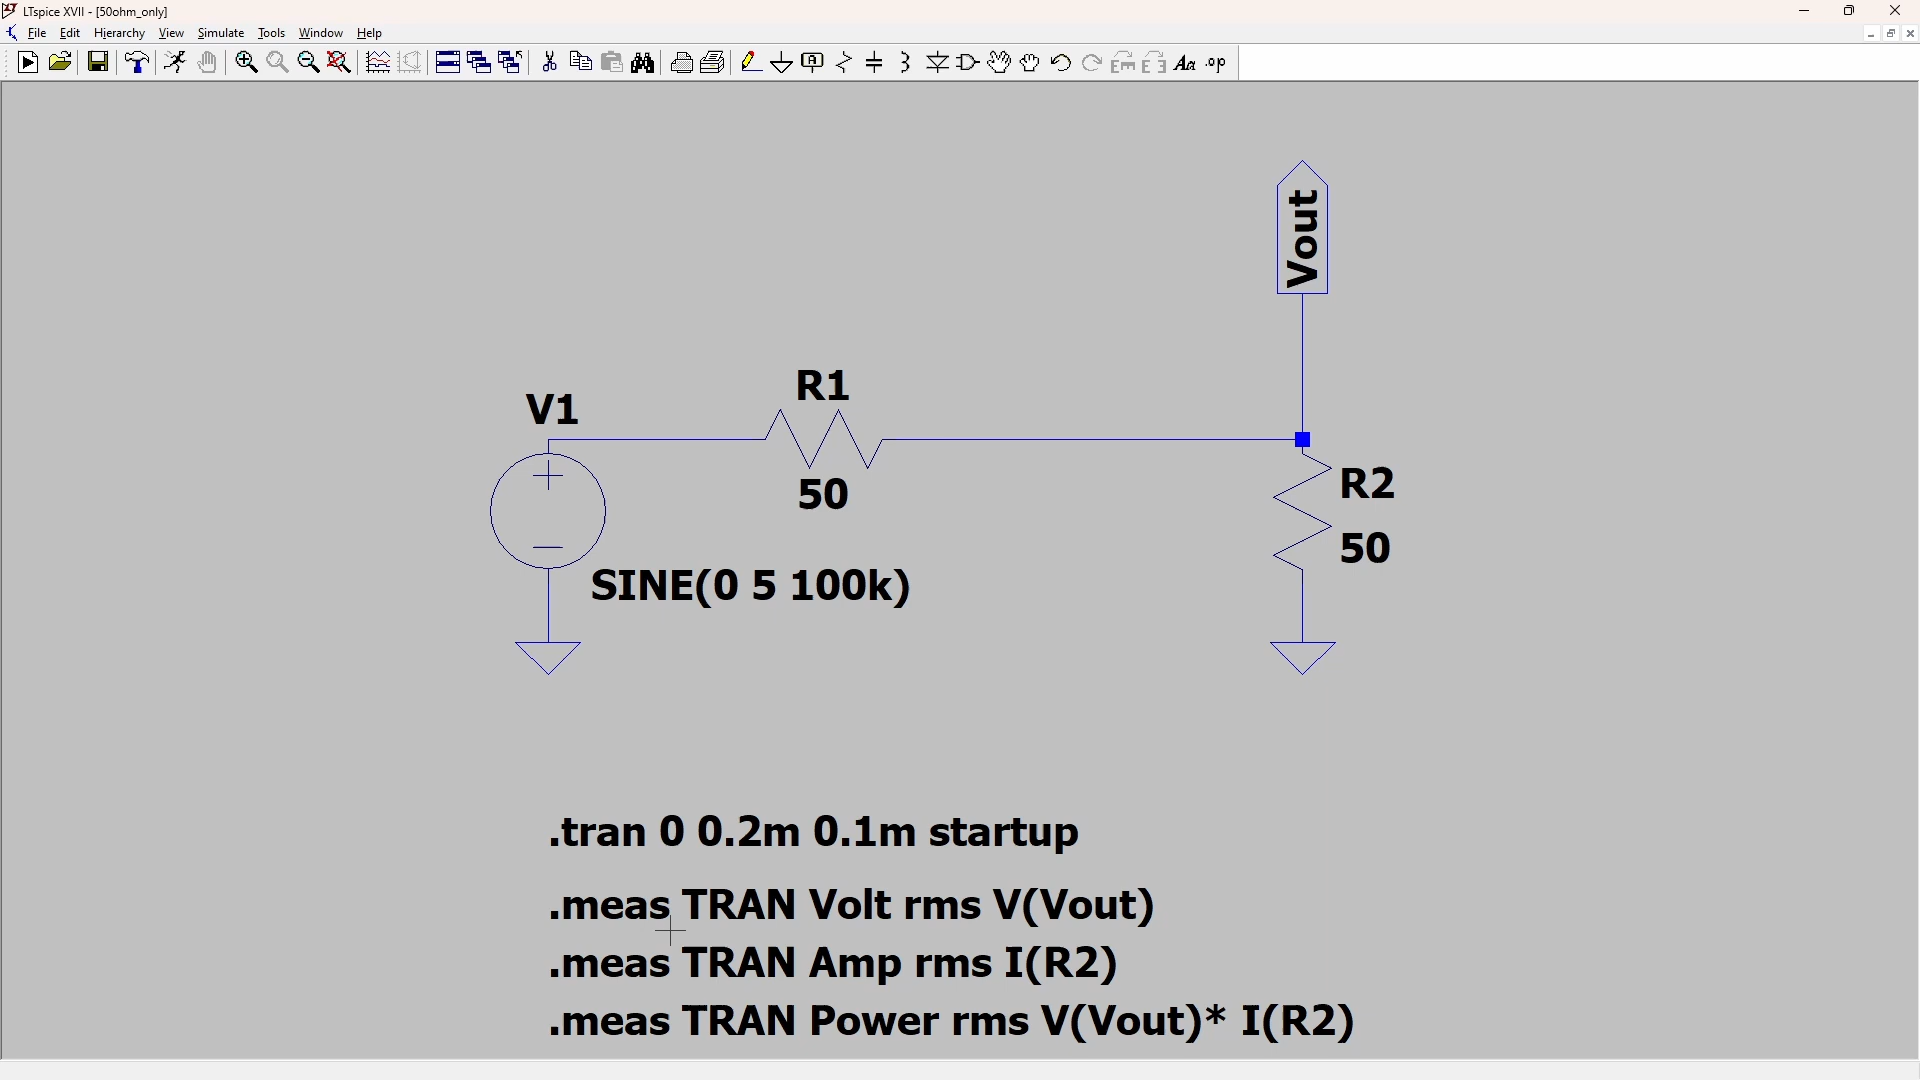 LTspice XVII - [50ohm_only]
File Edit Hierarchy View Simulate Tools Window Help
Aa .op
Vout
R1
V1
R2
50
50
SINE(0 5 100k)
.tran 0 0.2m 0.1m startup
.meas TRAN Volt rms V(Vout)
.meas TRAN Amp rms I(R2)
.meas TRAN Power rms V(Vout)* I(R2)